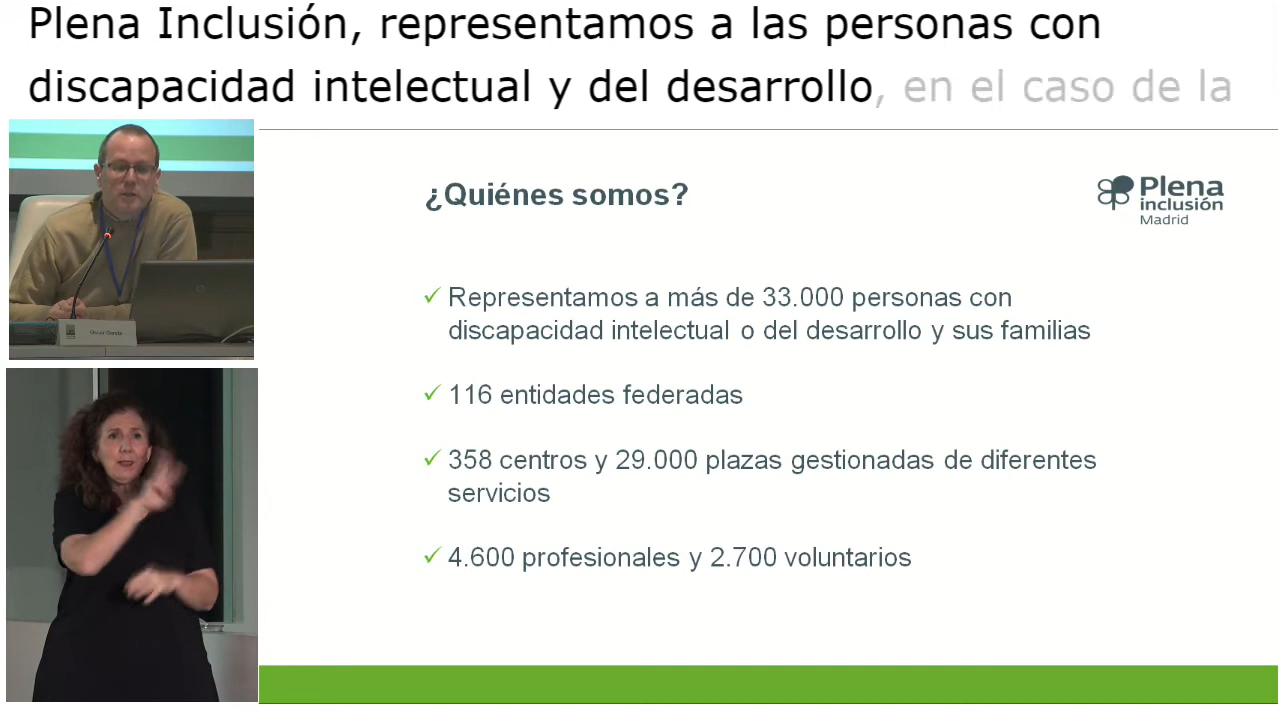 Plena Inclusión, representamos a las personas con
discapacidad intelectual y del desarrollo, en el caso de la
¿Quiénes somos?
Plena
inclusión
Madrid
✓ Representamos a más de 33.000 personas con
discapacidad intelectual o del desarrollo y sus familias
✓ 116 entidades federadas
✓ 358 centros y 29.000 plazas gestionadas de diferentes
servicios
✓ 4.600 profesionales y 2.700 voluntarios